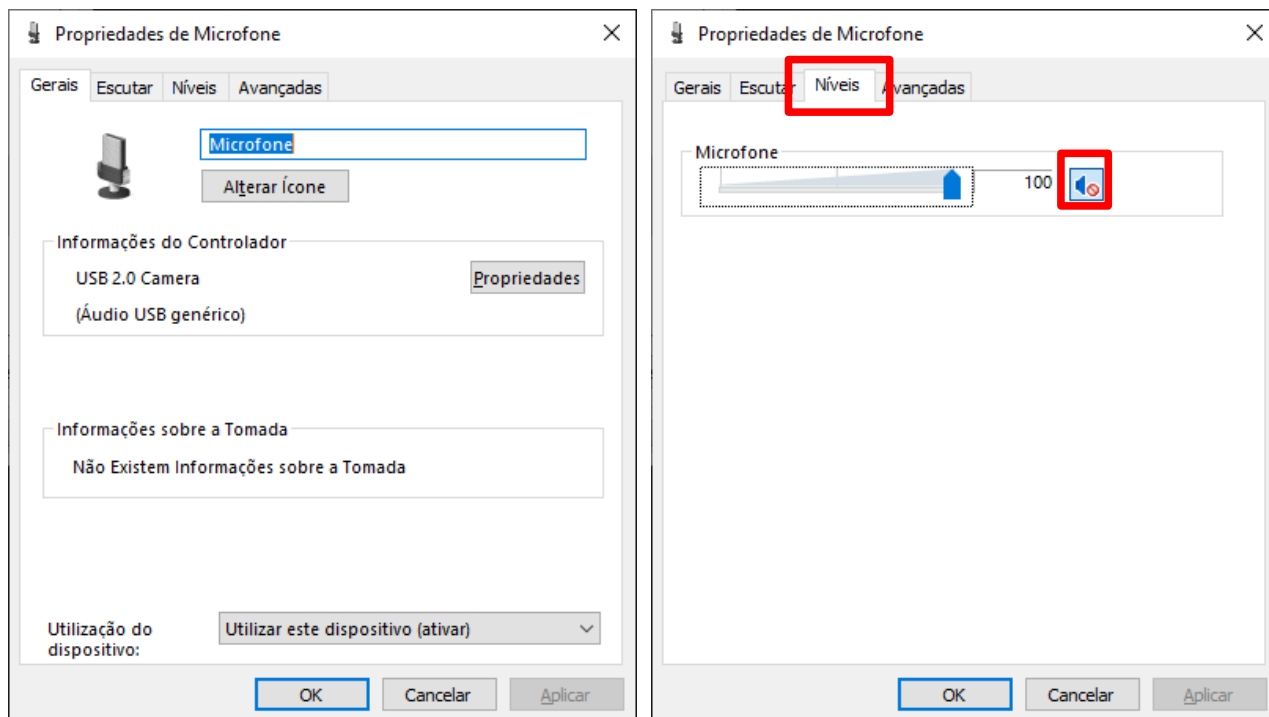 Propriedades de Microfone
Gerais Escutar Níveis Avançadas
Microfone
Alterar Ícone
Informações do Controlador
USB 2.0 Camera
Propriedades
(Áudio USB genérico)
Informações sobre a Tomada
Não Existem Informações sobre a Tomada
Utilização do
dispositivo:
Utilizar este dispositivo (ativar)
OK Cancelar Aplicar
Propriedades de Microfone
Gerais Escutar Níveis Avançadas
Microfone
100
OK Cancelar Aplicar